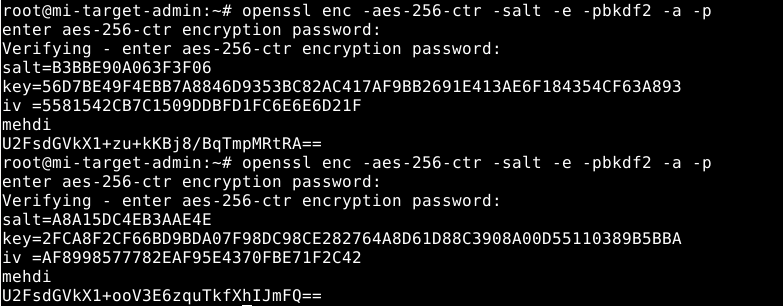 root@mi-target-admin:~# openssl enc -aes-256-ctr -salt -e -pbkdf2 -a -p
enter aes-256-ctr encryption password:
Verifying - enter aes-256-ctr encryption password:
salt=B3BBE90A063F3F06
key=56D7BE49F4EBB7A8846D9353BC82AC417AF9BB2691E413AE6F184354CF63A893
iv =5581542CB7C1509DDBFD1FC6E6E6D21F
mehdi
U2FsdGVkX1+zu+kKBj8/BqTmpMRtRA==
root@mi-target-admin:~# openssl enc -aes-256-ctr -salt -e -pbkdf2 -a -p
enter aes-256-ctr encryption password:
Verifying - enter aes-256-ctr encryption password:
salt=A8A15DC4EB3AAE4E
key=2FCA8F2CF66BD9BDA07F98DC98CE282764A8D61D88C3908A00D55110389B5BBA
iv =AF8998577782EAF95E4370FBE71F2C42
mehdi
U2FsdGVkX1+ooV3E6zquTkfXhIJmFQ==